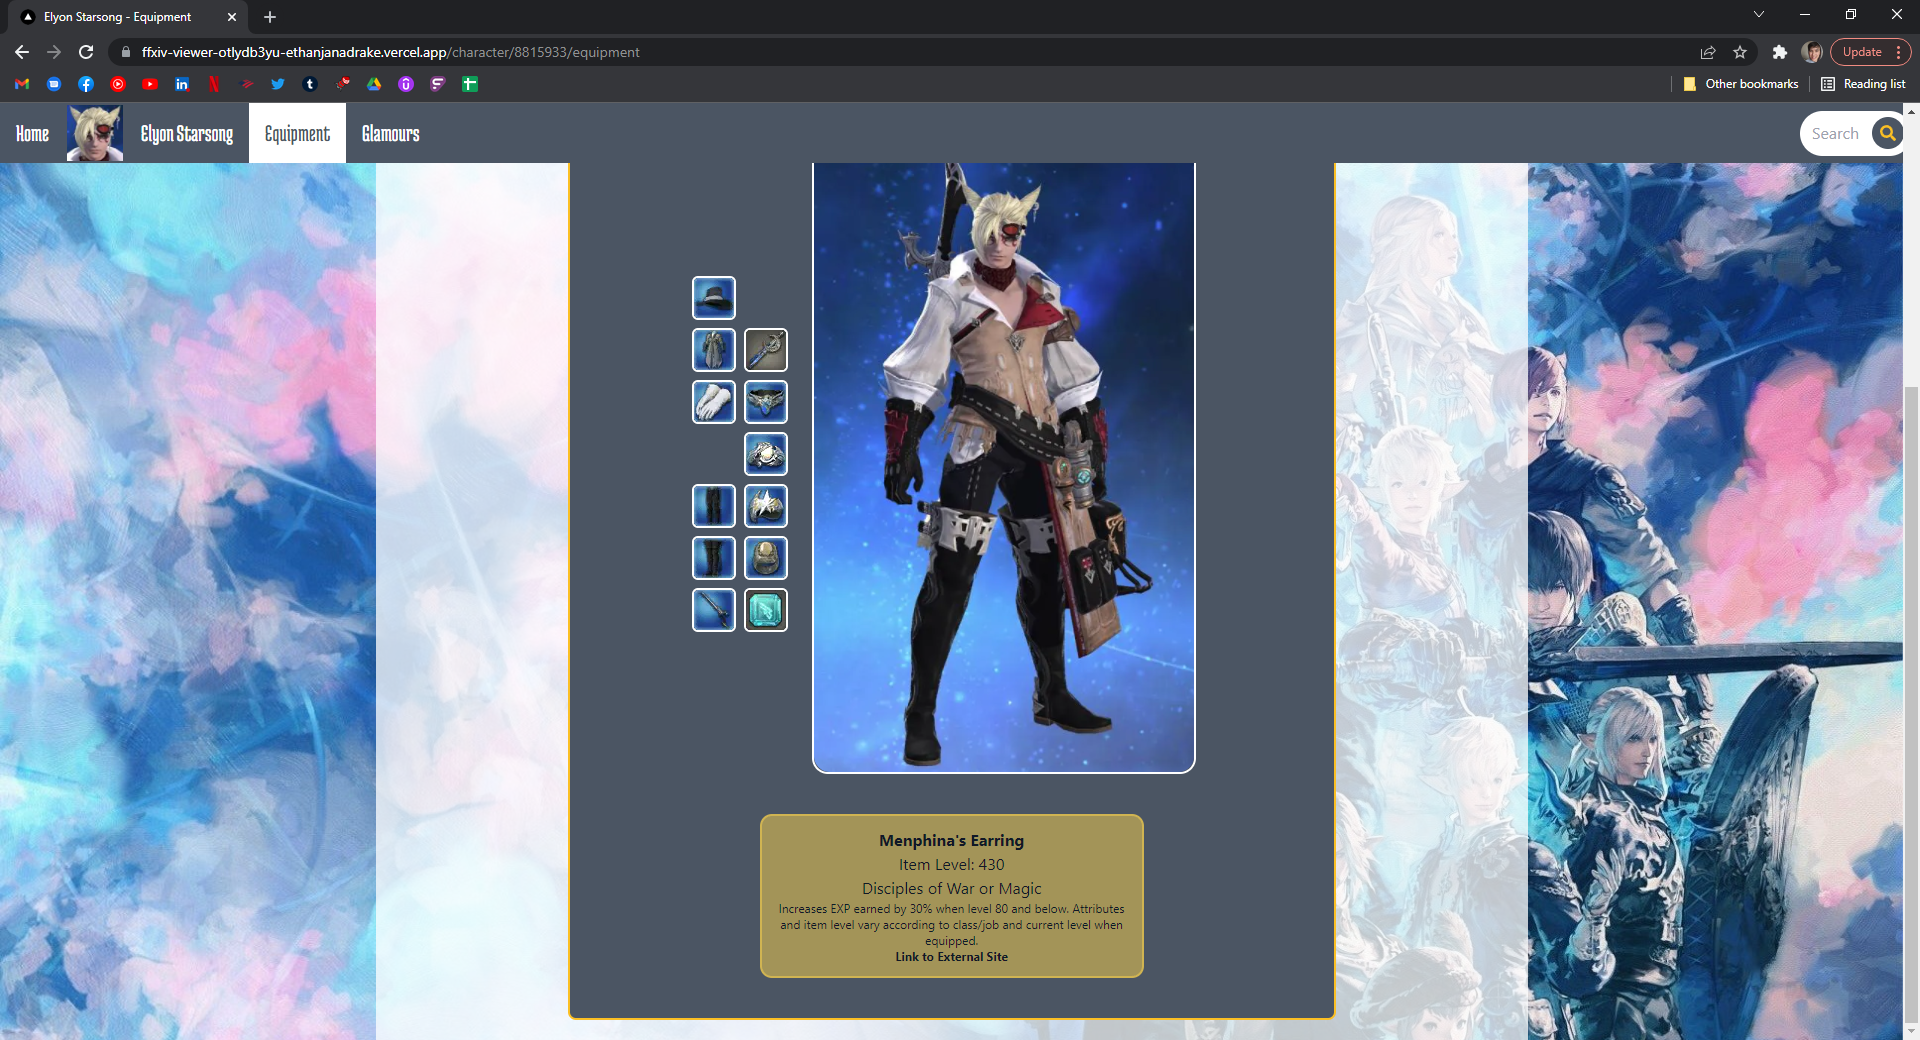 Elyon Starsong - Equipment
ffxiv-viewer-otlydb3yu-ethanjanadrake.vercel.app/character/8815933/equipment
Update
Other bookmarks
Reading list
Home
Elyon Starsong
Equipment
Glamours
Search
Menphina's Earring
Item Level: 430
Disciples of War or Magic
Increases EXP earned by 30% when level 80 and below. Attributes
and item level vary according to class/job and current level when
equipped.
Link to External Site